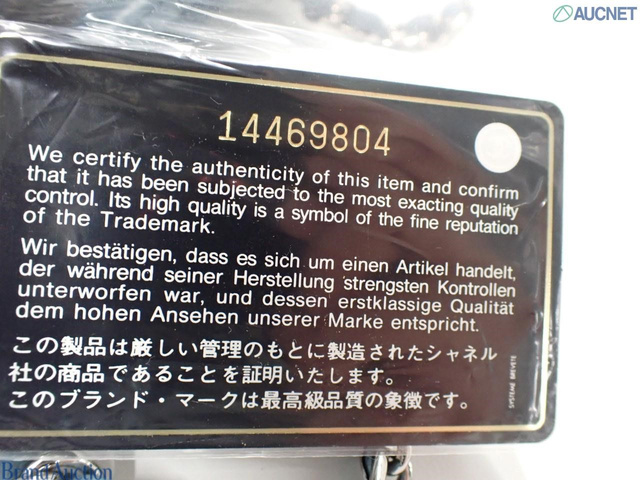 AUCNET
14469804
We certify the authenticity of this item and confirm
that it has been subjected to the most exacting quality
control. Its high quality is a symbol of the fine reputation
of the Trademark.
Wir bestätigen, dass es sich um einen Artikel handelt,
der während seiner Herstellung strengsten Kontrollen
unterworfen war, und dessen erstklassige Qualität
dem hohen Ansehen unserer Marke entspricht.
この製品は厳しい管理のもとに製造されたシャネル
社の商品であることを証明いたします。
このブランド・マークは最高級品質の象徴です。
Brand Auction